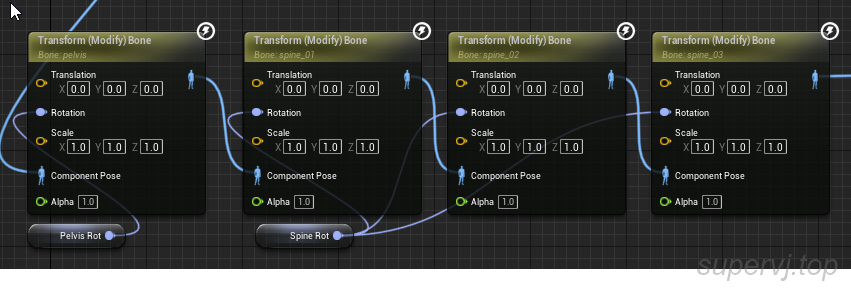 Transform (Modify) Bone
Bone: pelvis
Translation
X 0.0 Y 0.0 Z 0.0
Rotation
Scale
X 1.0 Y 1.0 Z 1.0
Component Pose
Alpha 1.0
Pelvis Rot
Transform (Modify) Bone
Bone: spine_01
Translation
X 0.0 Y 0.0 Z 0.0
Rotation
Scale
X 1.0 Y 1.0 Z 1.0
Component Pose
Alpha 1.0
Spine Rot
Transform (Modify) Bone
Bone: spine_02
Translation
X 0.0 Y 0.0 Z 0.0
Rotation
Scale
X 1.0 Y 1.0 Z 1.0
Component Pose
Alpha 1.0
Transform (Modify) Bone
Bone: spine_03
Translation
X 0.0 Y 0.0 Z 0.0
Rotation
Scale
X 1.0 Y 1.0 Z 1.0
Component Pose
Alpha 1.0
supervj.top